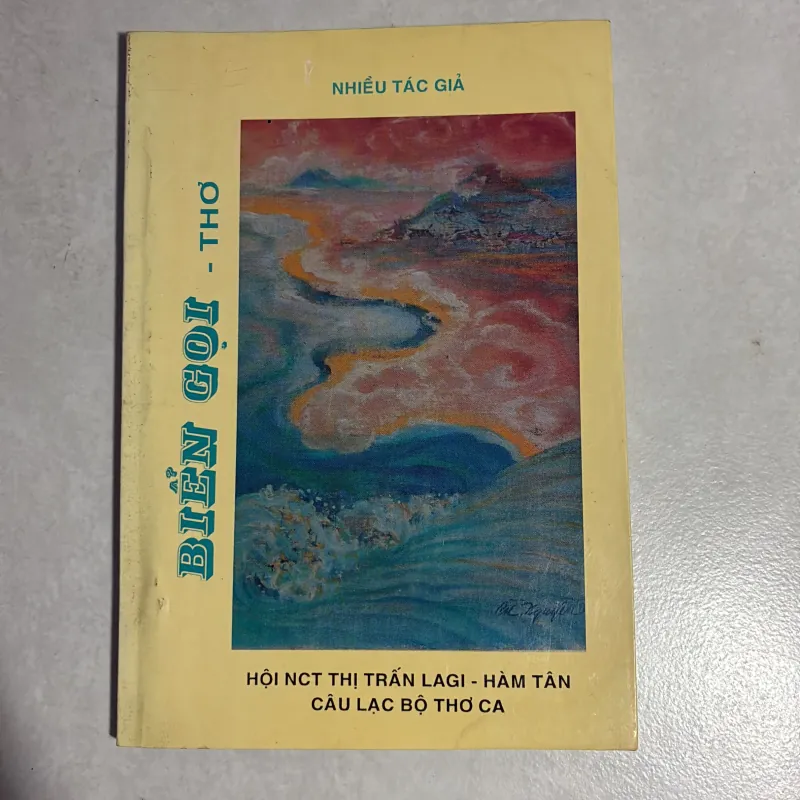 NHIỀU TÁC GIẢ
BIỂN GỌI - THƠ
HỘI NCT THỊ TRẤN LAGI - HÀM TÂN
CÂU LẠC BỘ THƠ CA